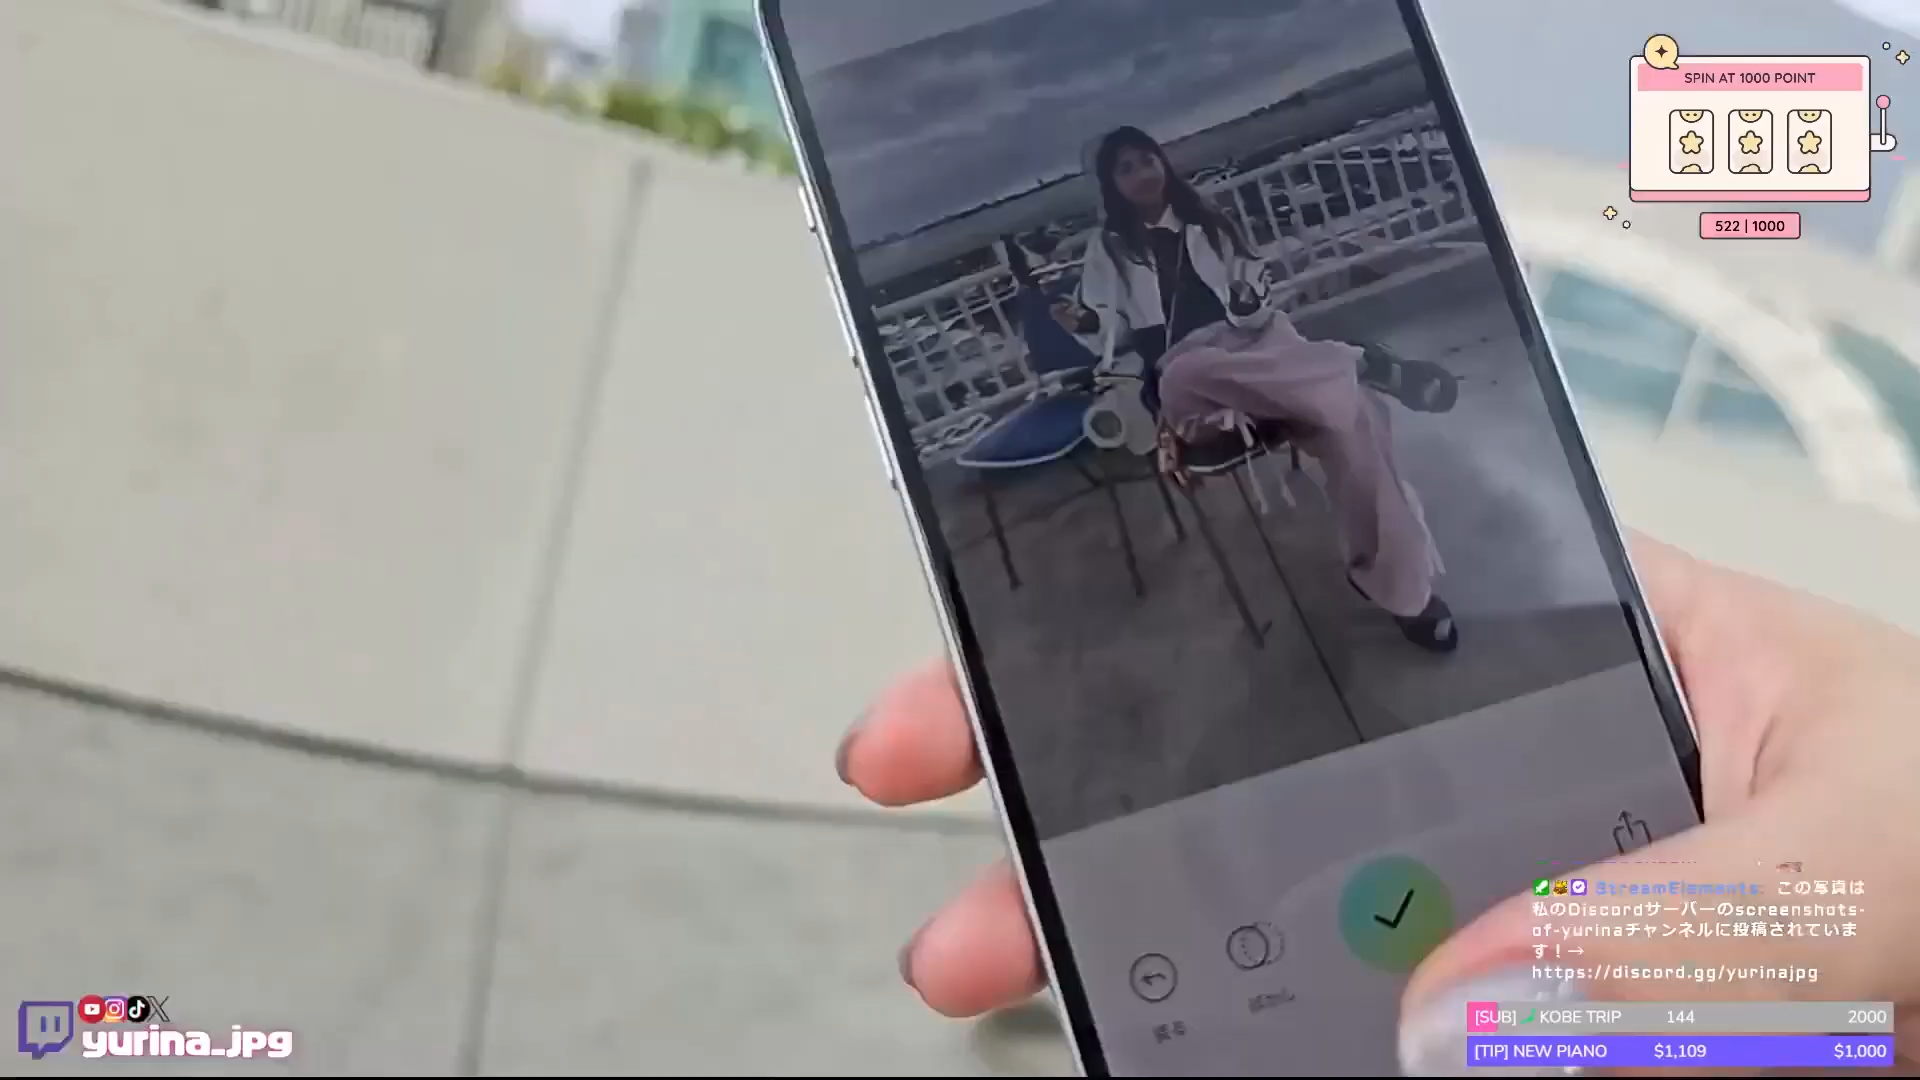 SPIN AT 1000 POINT
522 | 1000
StreamElements: この写真は
私のDiscordサーバーのscreenshots-
of-yurinaチャンネルに投稿されていま
す！→
https://discord.gg/yurinajpg
[SUB] KOBE TRIP 144 2000
[TIP] NEW PIANO $1,109 $1,000
yurina_jpg
戻る